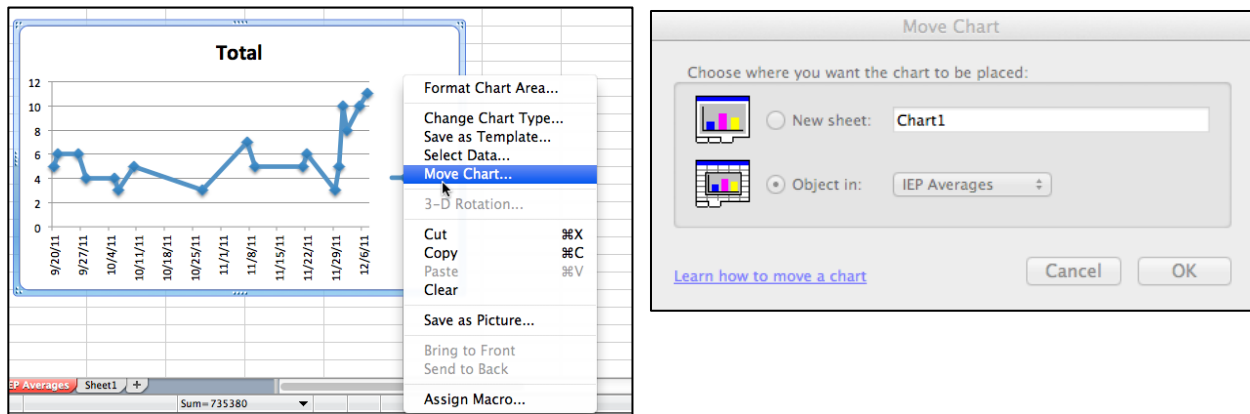 Total
12
10
8
6
4
2
0
9/20/11
9/27/11
10/4/11
10/11/11
10/18/11
10/25/11
11/1/11
11/8/11
11/15/11
11/22/11
11/29/11
12/6/11
Format Chart Area...
Change Chart Type...
Save as Template...
Select Data...
Move Chart...
3-D Rotation...
Cut ⌘X
Copy ⌘C
Paste ⌘V
Clear
Save as Picture...
Bring to Front
Send to Back
Assign Macro...
EP Averages Sheet1 +
Sum=735380
Move Chart
Choose where you want the chart to be placed:
New sheet: Chart1
Object in: IEP Averages
Learn how to move a chart
Cancel OK